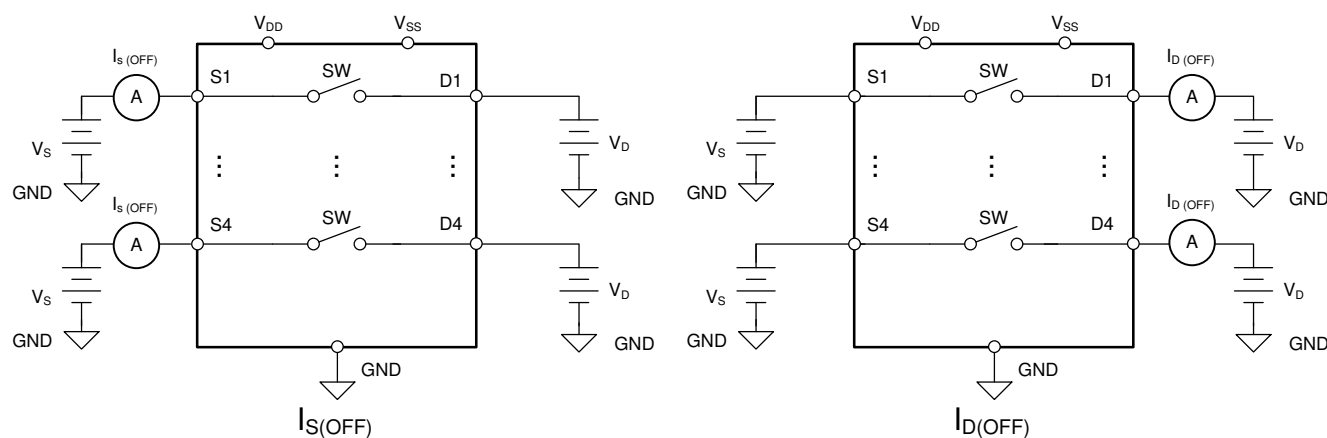 VDD
VSS
Is (OFF)
S1
SW
D1
A
VS
VD
GND
GND
Is (OFF)
S4
SW
D4
A
VS
VD
GND
GND
GND
IS(OFF)
VDD
VSS
ID (OFF)
S1
SW
D1
A
VS
VD
GND
GND
ID (OFF)
S4
SW
D4
A
VS
VD
GND
GND
GND
ID(OFF)